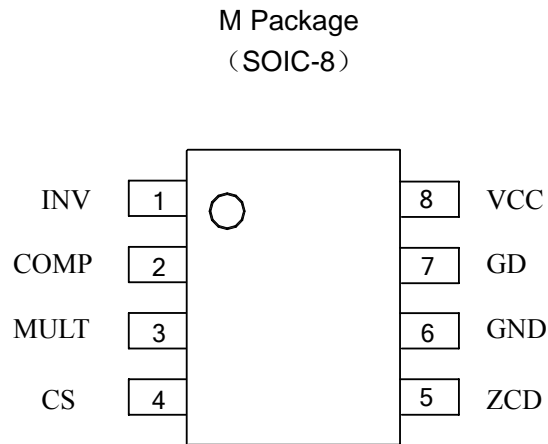 M Package
（SOIC-8）
INV 1 8 VCC
COMP 2 7 GD
MULT 3 6 GND
CS 4 5 ZCD